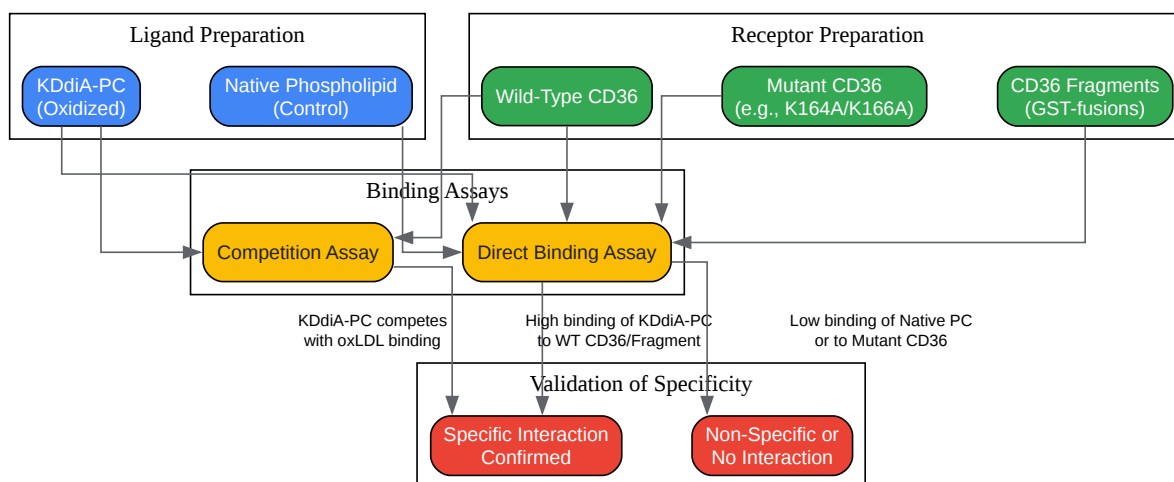 Ligand Preparation
Receptor Preparation
KDdiA-PC
(Oxidized)
Native Phospholipid
(Control)
Wild-Type CD36
Mutant CD36
(e.g., K164A/K166A)
CD36 Fragments
(GST-fusions)
Binding Assays
Competition Assay
Direct Binding Assay
KDdiA-PC competes
with oxLDL binding
High binding of KDdiA-PC
to WT CD36/Fragment
Low binding of Native PC
or to Mutant CD36
Validation of Specificity
Specific Interaction
Confirmed
Non-Specific or
No Interaction